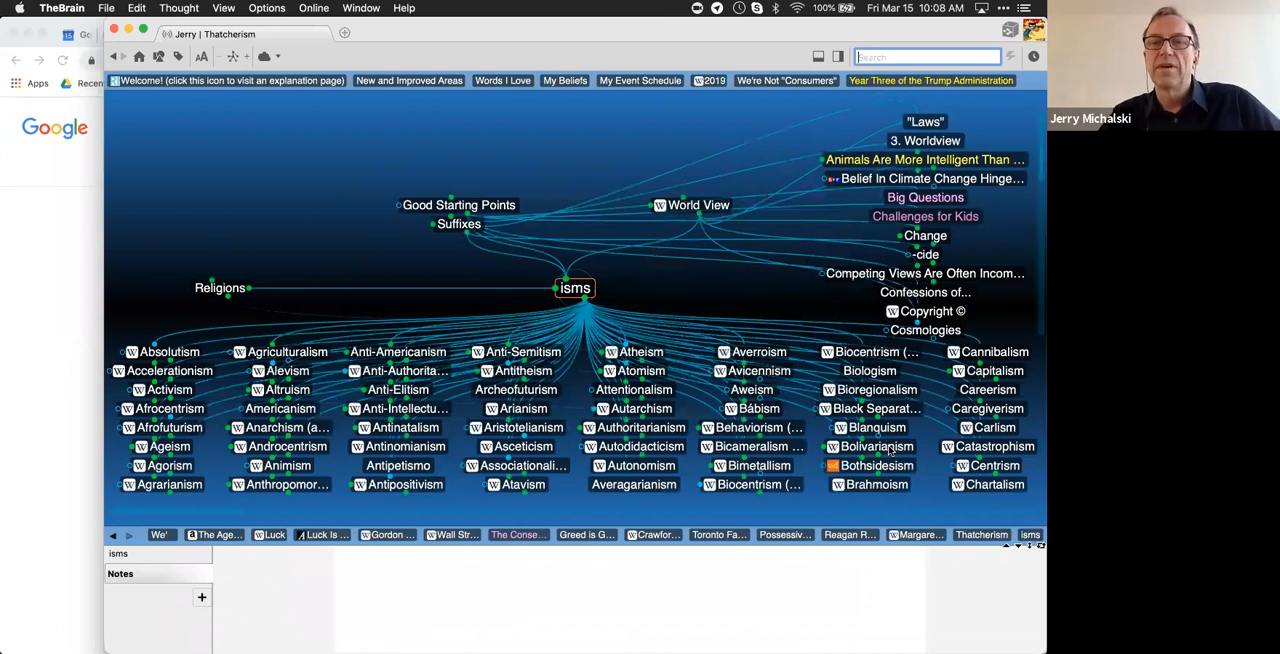 TheBrain File Edit Thought View Options Online Window Help 100% Fri Mar 15 10:08 AM
Jerry | Thatcherism
AA Search
Apps Recen
Welcome! (click this icon to visit an explanation page) New and Improved Areas Words I Love My Beliefs My Event Schedule 2019 We're Not "Consumers" Year Three of the Trump Administration
Google
Jerry Michalski
"Laws"
3. Worldview
Animals Are More Intelligent Than ...
Belief In Climate Change Hinge...
Big Questions
Challenges for Kids
Change
-cide
Competing Views Are Often Incom...
Confessions of...
Copyright ©
Cosmologies
Good Starting Points
Suffixes
World View
Religions
isms
Absolutism Agriculturalism Anti-Americanism Anti-Semitism Atheism Averroism Biocentrism (... Cannibalism
Accelerationism Alevism Anti-Authorita... Antitheism Atomism Avicennism Biologism Capitalism
Activism Altruism Anti-Elitism Archeofuturism Attentionalism Aweism Bioregionalism Careerism
Afrocentrism Americanism Anti-Intellectu... Arianism Autarchism Bábism Black Separat... Caregiverism
Afrofuturism Anarchism (a... Antinatalism Aristotelianism Authoritarianism Behaviorism (... Blanquism Carlism
Ageism Androcentrism Antinomianism Asceticism Autodidacticism Bicameralism ... Bolivarianism Catastrophism
Agorism Animism Antipetismo Associationali... Autonomism Bimetallism Bothsidesism Centrism
Agrarianism Anthropomor... Antipositivism Atavism Averagarianism Biocentrism (... Brahmoism Chartalism
We' The Age... Luck Luck Is ... Gordon ... Wall Str... The Conse... Greed is G... Crawfor... Toronto Fa... Possessiv... Reagan R... Margare... Thatcherism isms
isms
Notes
+